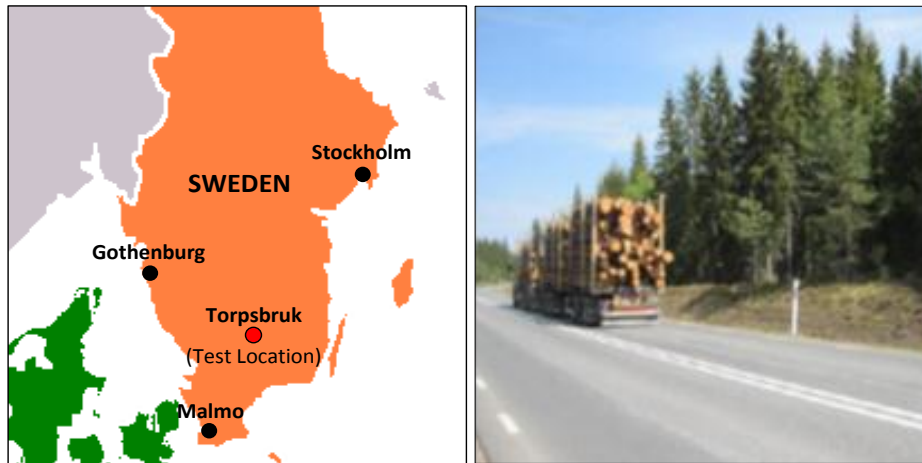 Stockholm
SWEDEN
Gothenburg
Torpsbruk
(Test Location)
Malmo